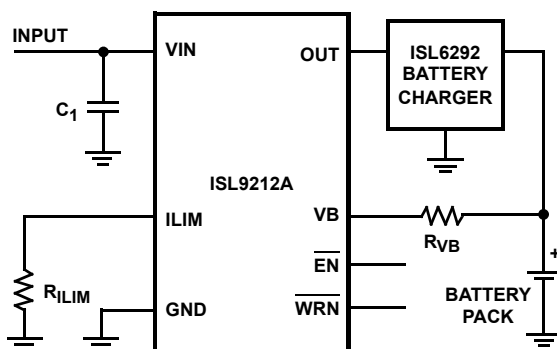 INPUT
VIN
OUT
ISL6292
BATTERY
CHARGER
C1
ISL9212A
ILIM
VB
RVB
EN
RILIM
GND
WRN
+
BATTERY
PACK